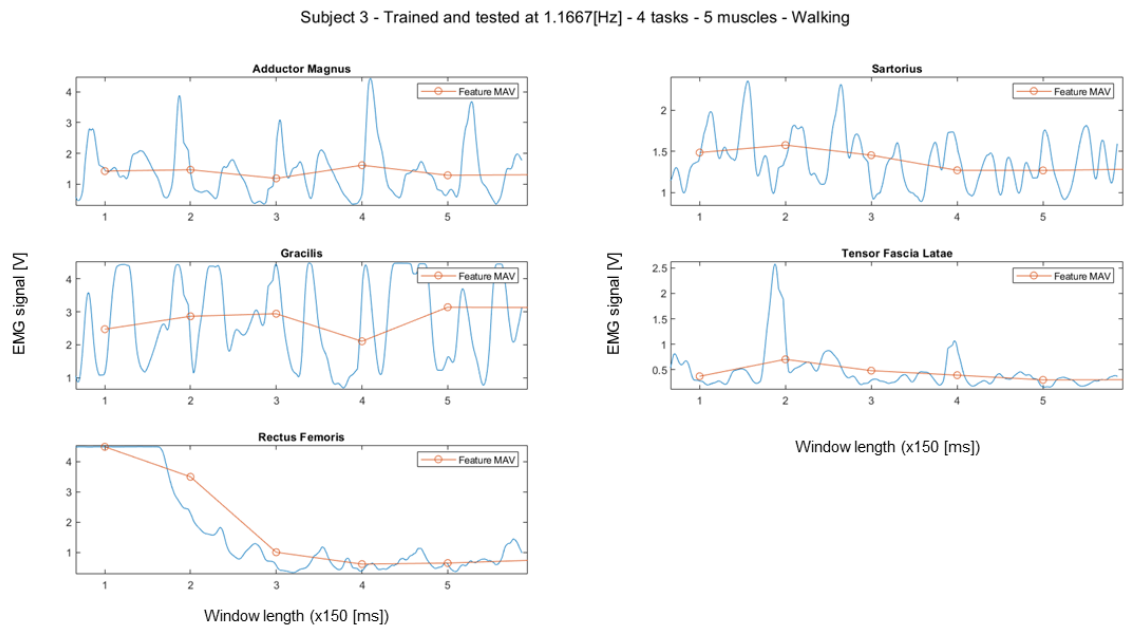 Subject 3 - Trained and tested at 1.1667[Hz] - 4 tasks - 5 muscles - Walking
Adductor Magnus
Feature MAV
4
3
2
1
1 2 3 4 5
Sartorius
Feature MAV
2
1.5
1
1 2 3 4 5
EMG signal [V]
Gracilis
Feature MAV
4
3
2
1
1 2 3 4 5
EMG signal [V]
Tensor Fascia Latae
Feature MAV
2.5
2
1.5
1
0.5
1 2 3 4 5
Window length (x150 [ms])
Rectus Femoris
Feature MAV
4
3
2
1
1 2 3 4 5
Window length (x150 [ms])